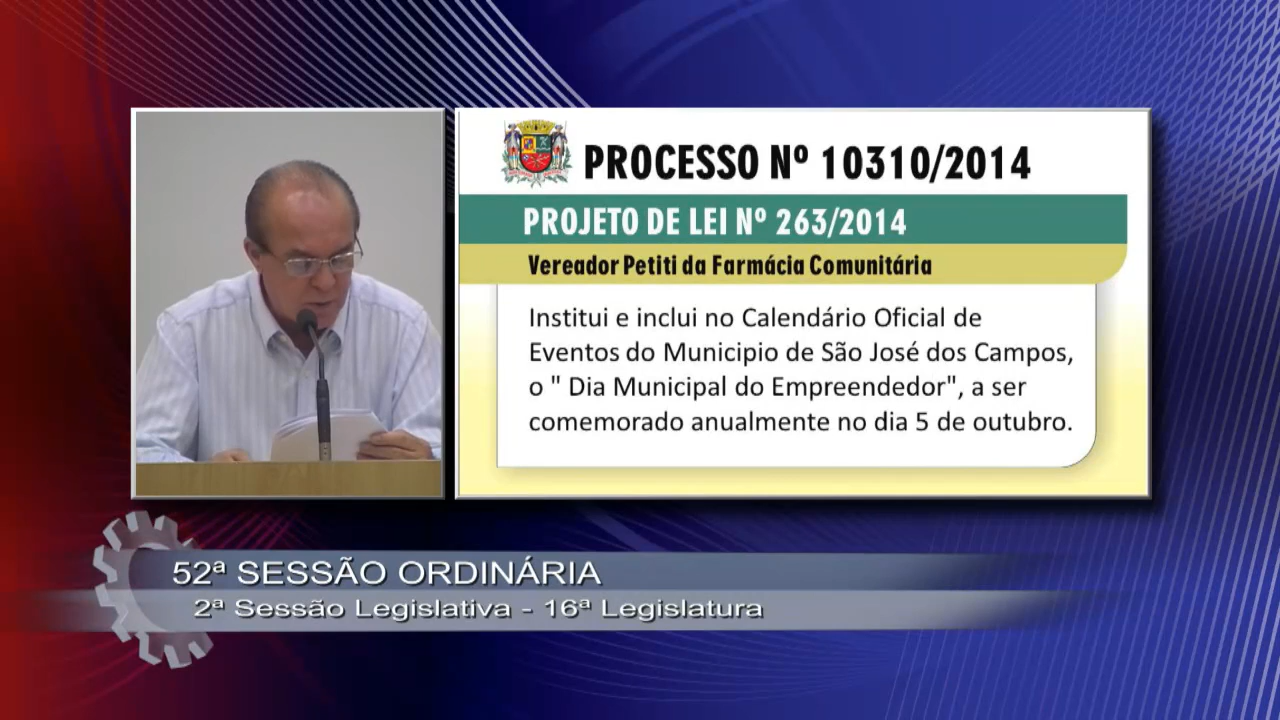 PROCESSO Nº 10310/2014
PROJETO DE LEI Nº 263/2014
Vereador Petiti da Farmácia Comunitária
Institui e inclui no Calendário Oficial de
Eventos do Municipio de São José dos Campos,
o " Dia Municipal do Empreendedor", a ser
comemorado anualmente no dia 5 de outubro.
52ª SESSÃO ORDINÁRIA
2ª Sessão Legislativa - 16ª Legislatura